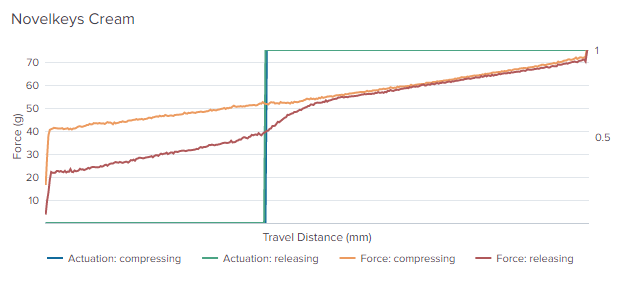 Novelkeys Cream
70
60
50
40
30
20
10
Force (g)
1
0.5
Travel Distance (mm)
Actuation: compressing
Actuation: releasing
Force: compressing
Force: releasing